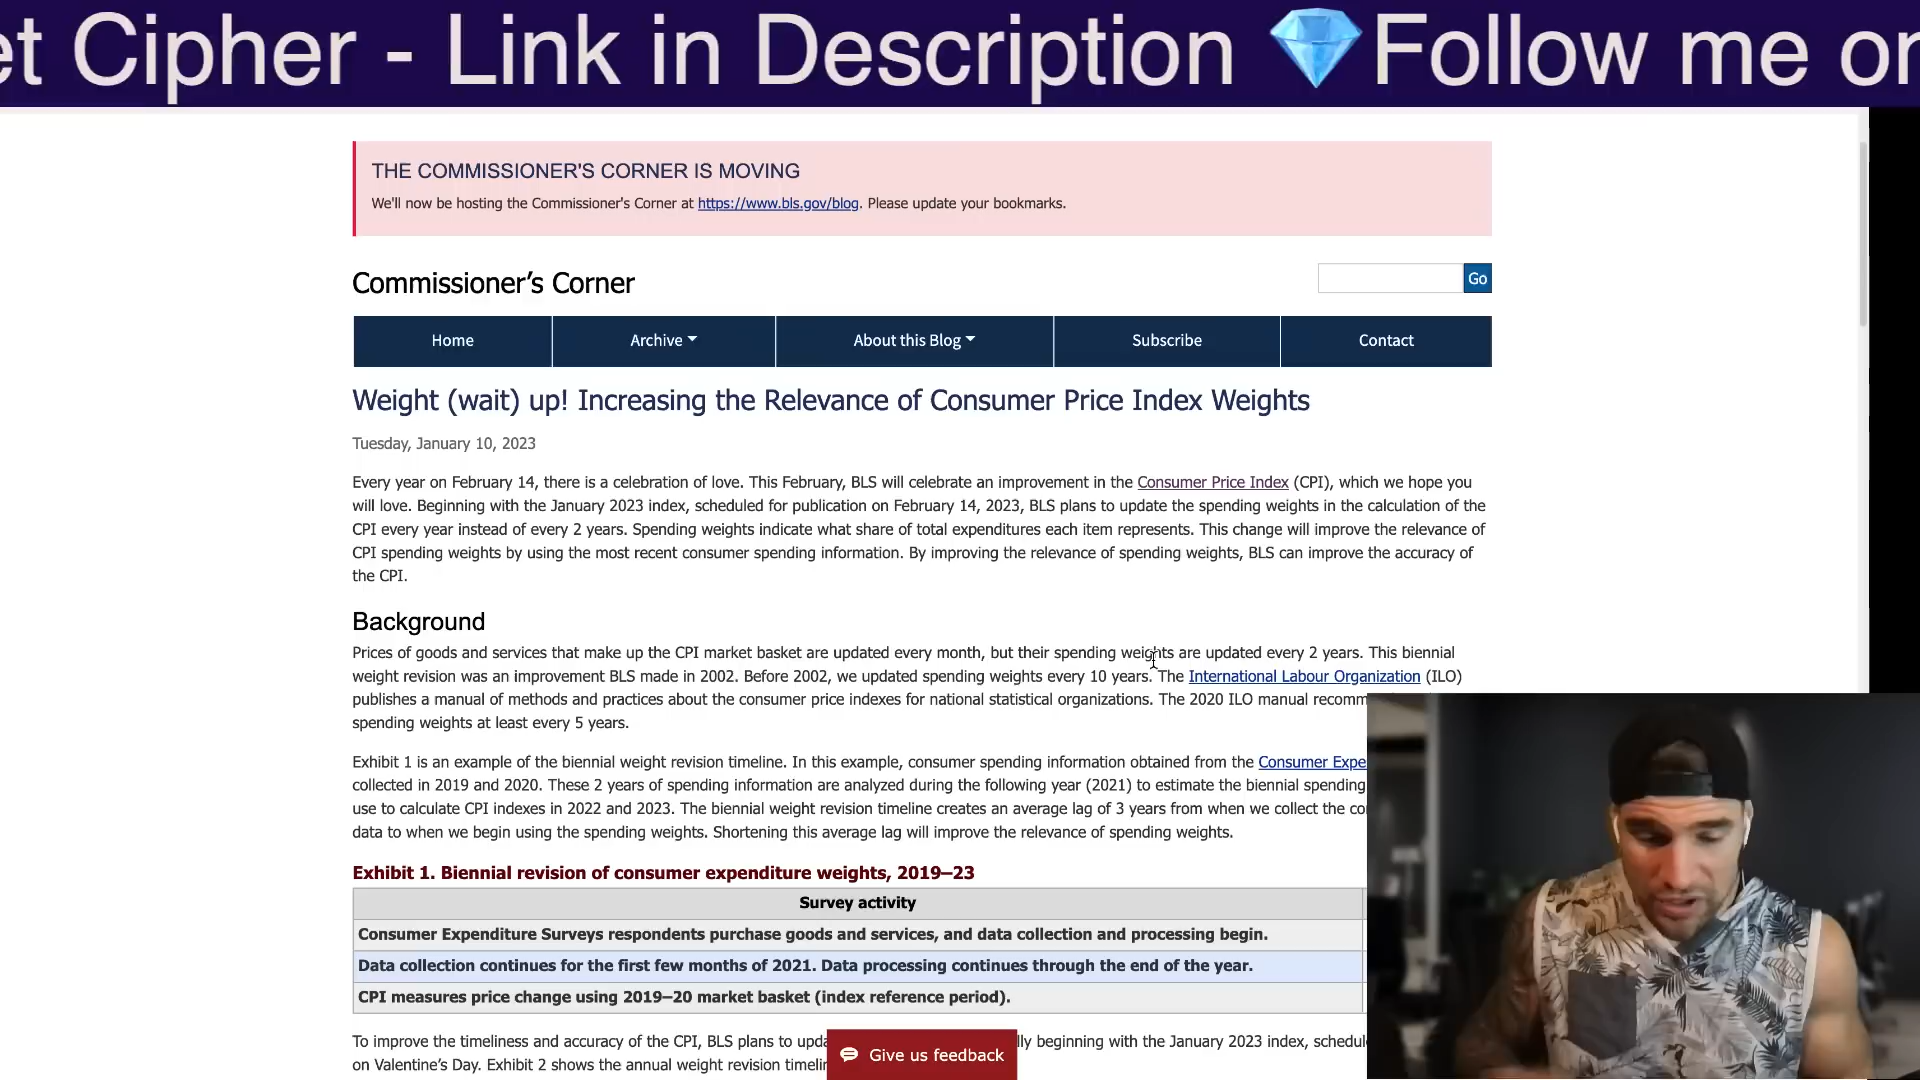 et Cipher - Link in Description 💎Follow me on
THE COMMISSIONER'S CORNER IS MOVING
We'll now be hosting the Commissioner's Corner at https://www.bls.gov/blog. Please update your bookmarks.
Commissioner's Corner
Go
Home Archive About this Blog Subscribe Contact
Weight (wait) up! Increasing the Relevance of Consumer Price Index Weights
Tuesday, January 10, 2023
Every year on February 14, there is a celebration of love. This February, BLS will celebrate an improvement in the Consumer Price Index (CPI), which we hope you
will love. Beginning with the January 2023 index, scheduled for publication on February 14, 2023, BLS plans to update the spending weights in the calculation of the
CPI every year instead of every 2 years. Spending weights indicate what share of total expenditures each item represents. This change will improve the relevance of
CPI spending weights by using the most recent consumer spending information. By improving the relevance of spending weights, BLS can improve the accuracy of
the CPI.
Background
Prices of goods and services that make up the CPI market basket are updated every month, but their spending weights are updated every 2 years. This biennial
weight revision was an improvement BLS made in 2002. Before 2002, we updated spending weights every 10 years. The International Labour Organization (ILO)
publishes a manual of methods and practices about the consumer price indexes for national statistical organizations. The 2020 ILO manual recomm
spending weights at least every 5 years.
Exhibit 1 is an example of the biennial weight revision timeline. In this example, consumer spending information obtained from the Consumer Expe
collected in 2019 and 2020. These 2 years of spending information are analyzed during the following year (2021) to estimate the biennial spending
use to calculate CPI indexes in 2022 and 2023. The biennial weight revision timeline creates an average lag of 3 years from when we collect the co
data to when we begin using the spending weights. Shortening this average lag will improve the relevance of spending weights.
Exhibit 1. Biennial revision of consumer expenditure weights, 2019–23
Survey activity
Consumer Expenditure Surveys respondents purchase goods and services, and data collection and processing begin.
Data collection continues for the first few months of 2021. Data processing continues through the end of the year.
CPI measures price change using 2019–20 market basket (index reference period).
To improve the timeliness and accuracy of the CPI, BLS plans to upda lly beginning with the January 2023 index, schedul
on Valentine's Day. Exhibit 2 shows the annual weight revision timelin
Give us feedback